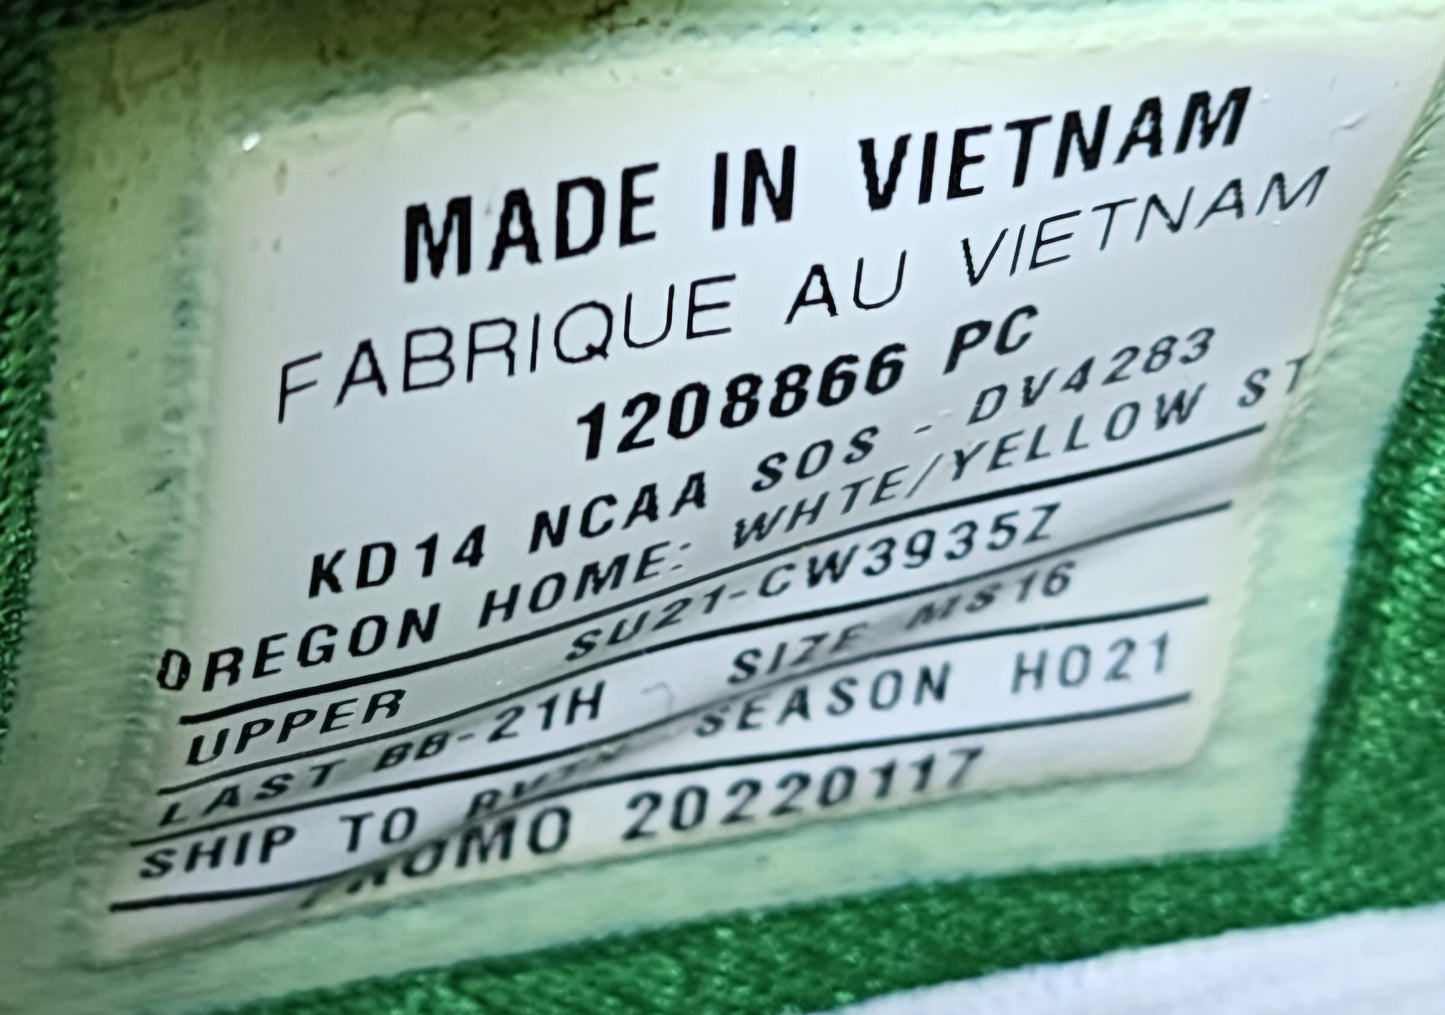 MADE IN VIETNAM
FABRIQUE AU VIETNAM
1208866 PC
KD14 NCAA SOS - DV4283
OREGON HOME: WHTE/YELLOW ST
UPPER SU21-CW3935Z
LAST BB-21H SIZE MS16
SHIP TO SEASON HO21
PROMO 20220117